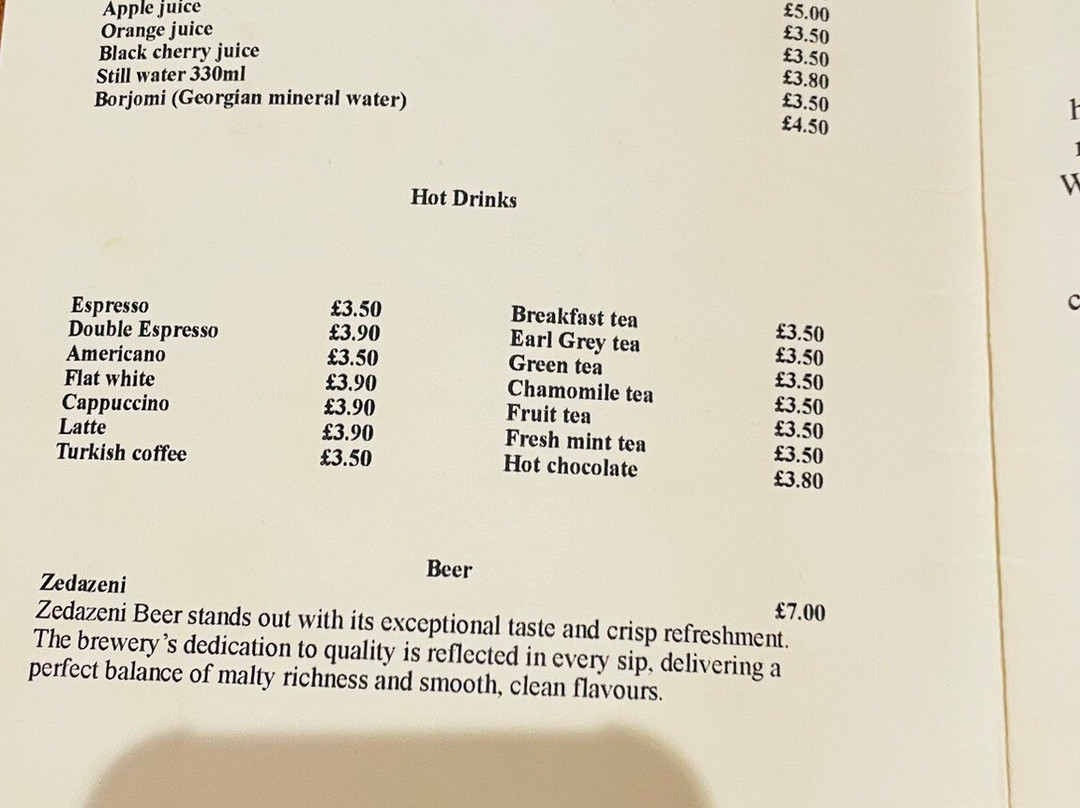 £5.00
Apple juice £3.50
Orange juice £3.50
Black cherry juice £3.80
Still water 330ml £3.50
Borjomi (Georgian mineral water) £4.50
Hot Drinks
Espresso £3.50 Breakfast tea £3.50
Double Espresso £3.90 Earl Grey tea £3.50
Americano £3.50 Green tea £3.50
Flat white £3.90 Chamomile tea £3.50
Cappuccino £3.90 Fruit tea £3.50
Latte £3.90 Fresh mint tea £3.50
Turkish coffee £3.50 Hot chocolate £3.80
Beer
Zedazeni £7.00
Zedazeni Beer stands out with its exceptional taste and crisp refreshment.
The brewery's dedication to quality is reflected in every sip, delivering a
perfect balance of malty richness and smooth, clean flavours.